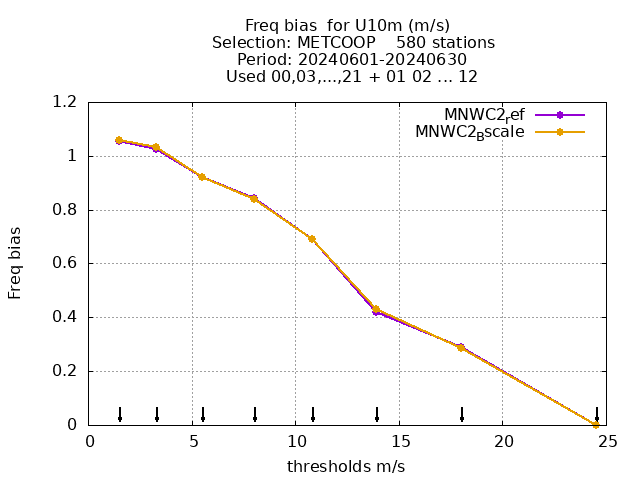 Freq bias  for U10m (m/s)
Selection: METCOOP    580 stations
Period: 20240601-20240630
Used 00,03,...,21 + 01 02 ... 12
MNWC2_ref
MNWC2_Bscale
1.2
1
0.8
0.6
0.4
0.2
0
Freq bias
0 5 10 15 20 25
thresholds m/s